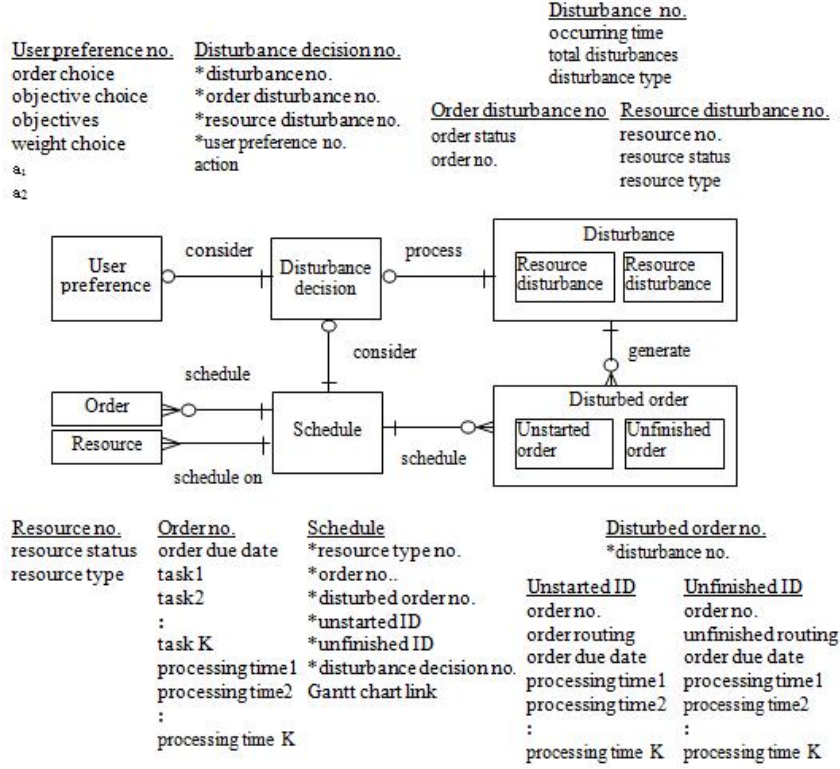 Disturbance no.
occurring time
total disturbances
disturbance type
User preference no.
order choice
objective choice
objectives
weight choice
a₁
a₂
Disturbance decision no.
*disturbance no.
*order disturbance no.
*resource disturbance no.
*user preference no.
action
Order disturbance no
order status
order no.
Resource disturbance no.
resource no.
resource status
resource type
User
preference
consider
Disturbance
decision
process
Disturbance
Resource
disturbance
Resource
disturbance
consider
generate
schedule
Order
Resource
schedule on
Schedule
schedule
Disturbed order
Unstarted
order
Unfinished
order
Resource no.
resource status
resource type
Order no.
order due date
task1
task2
:
task K
processing time1
processing time2
:
processing time K
Schedule
*resource type no.
*order no..
*disturbed order no.
*unstarted ID
*unfinished ID
*disturbance decision no.
Gantt chart link
Disturbed order no.
*disturbance no.
Unstarted ID
order no.
order routing
order due date
processing time1
processing time2
:
processing time K
Unfinished ID
order no.
unfinished routing
order due date
processing time1
processing time2
:
processing time K